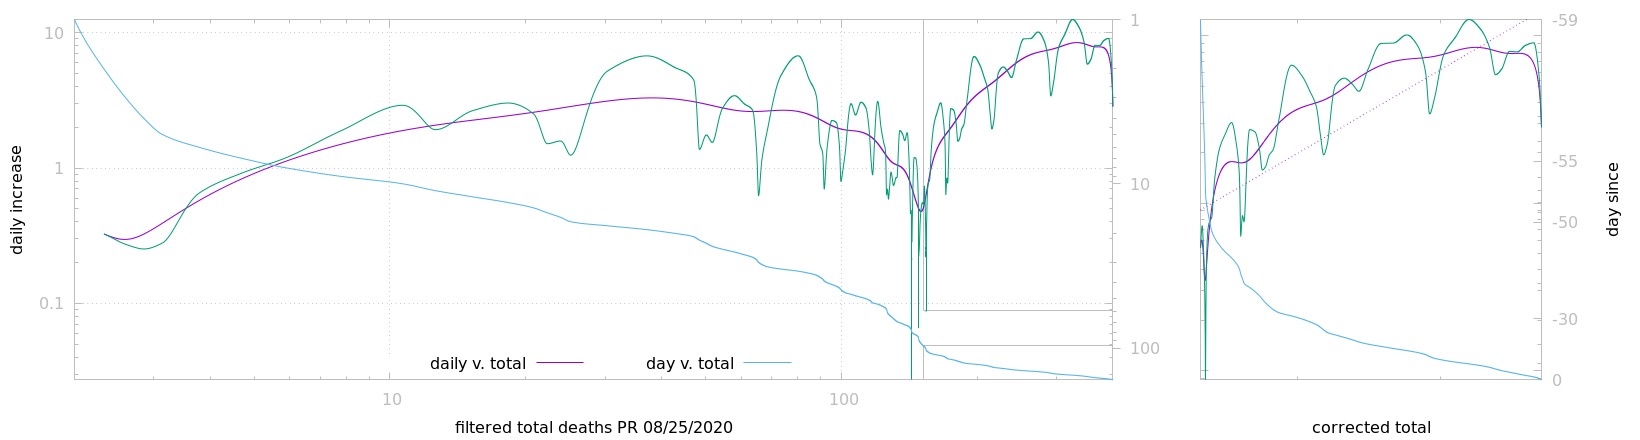 10
1
0.1
daily increase
daily v. total
day v. total
10
100
filtered total deaths PR 08/25/2020
1
10
100
-59
-55
-50
-30
0
day since
corrected total